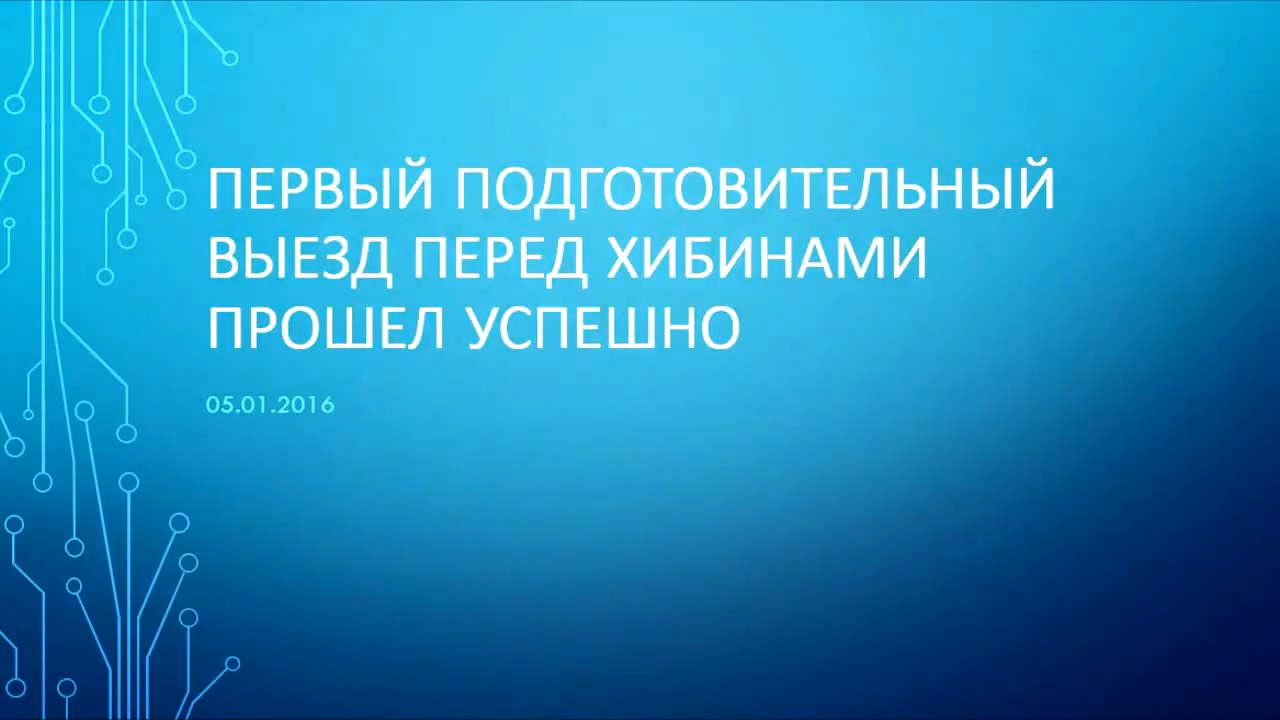 ПЕРВЫЙ ПОДГОТОВИТЕЛЬНЫЙ
ВЫЕЗД ПЕРЕД ХИБИНАМИ
ПРОШЕЛ УСПЕШНО
05.01.2016